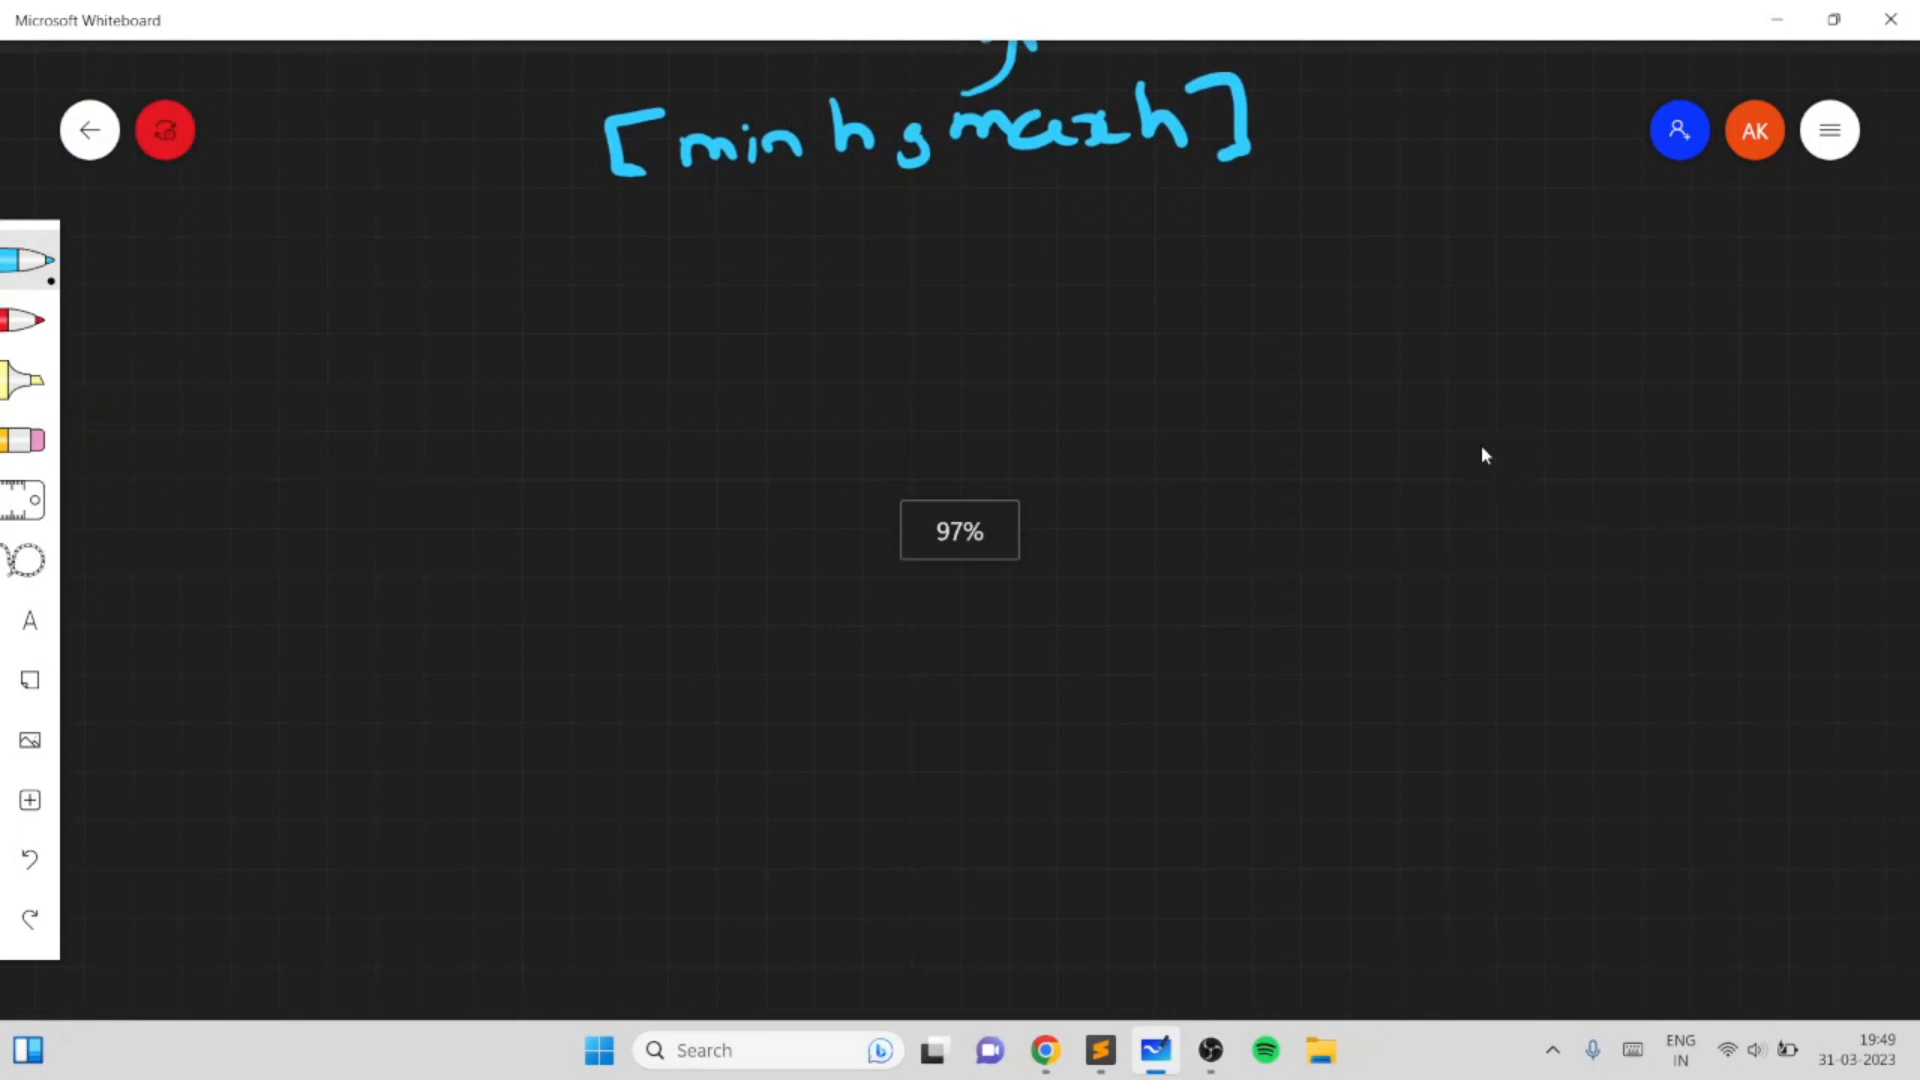 Microsoft Whiteboard
[min h, max h]
AK
97%
A
Search
ENG
IN
19:49
31-03-2023